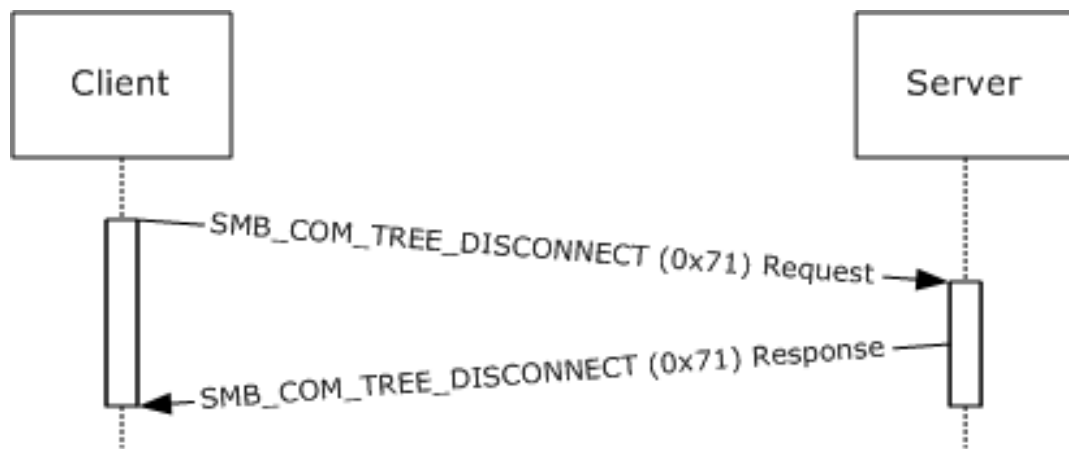 Client
Server
SMB_COM_TREE_DISCONNECT (0x71) Request
SMB_COM_TREE_DISCONNECT (0x71) Response